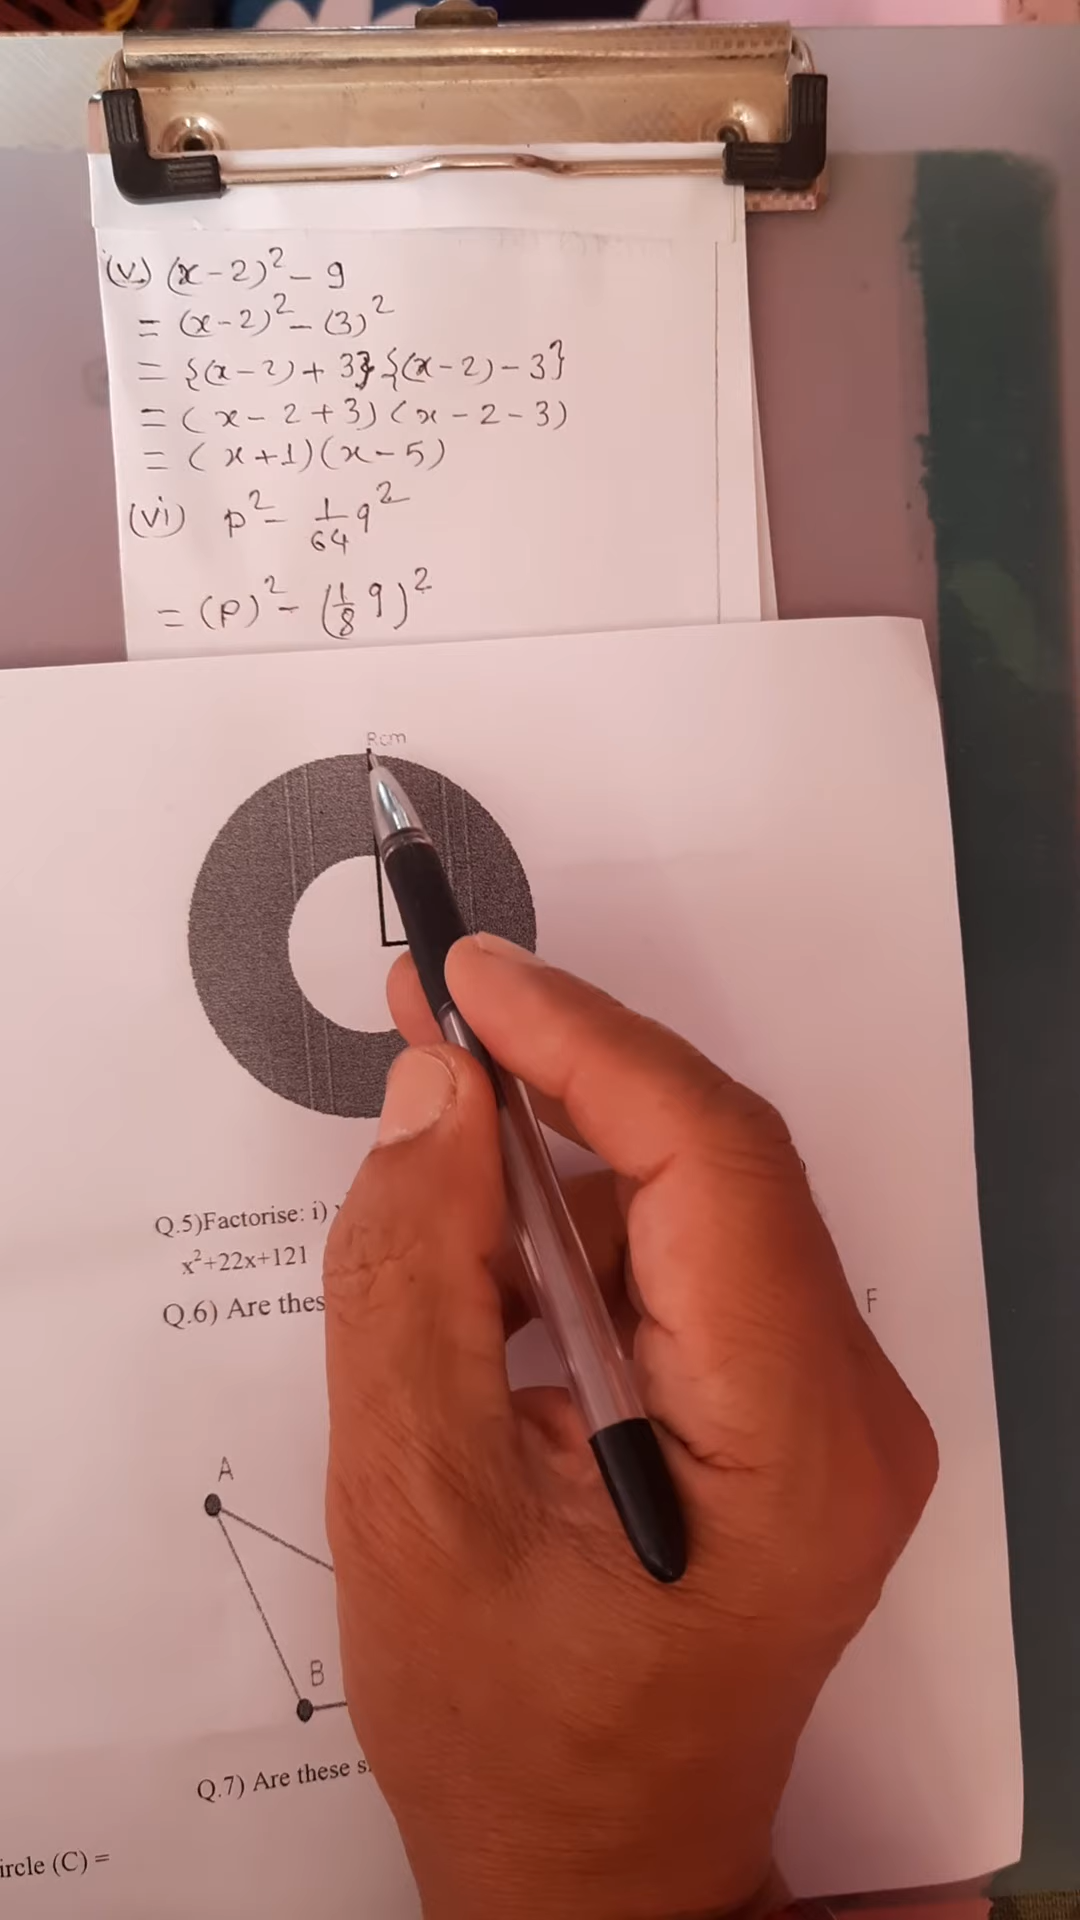 (v) (x-2)² - 9
= (x-2)² - (3)²
= {(x-2)+3} {(x-2)-3}
= (x-2+3) (x-2-3)
= (x+1)(x-5)
(vi) p² - 1/64 q²
= (p)² - (1/8 q)²
Rcm
Q.5)Factorise: i)
x²+22x+121
Q.6) Are thes
F
A
B
Q.7) Are these s
ircle (C) =